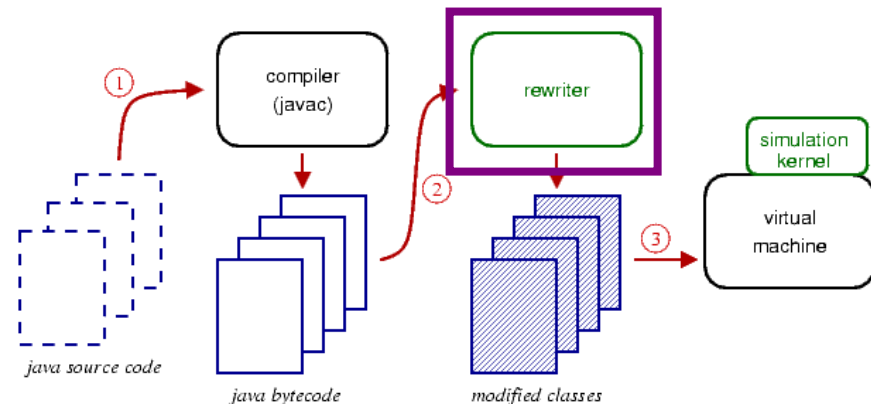 1
compiler
(javac)
2
rewriter
simulation
kernel
3
virtual
machine
java source code
java bytecode
modified classes